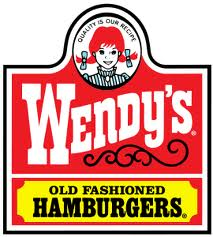 QUALITY IS OUR RECIPE
WENDY'S®
OLD FASHIONED
HAMBURGERS®